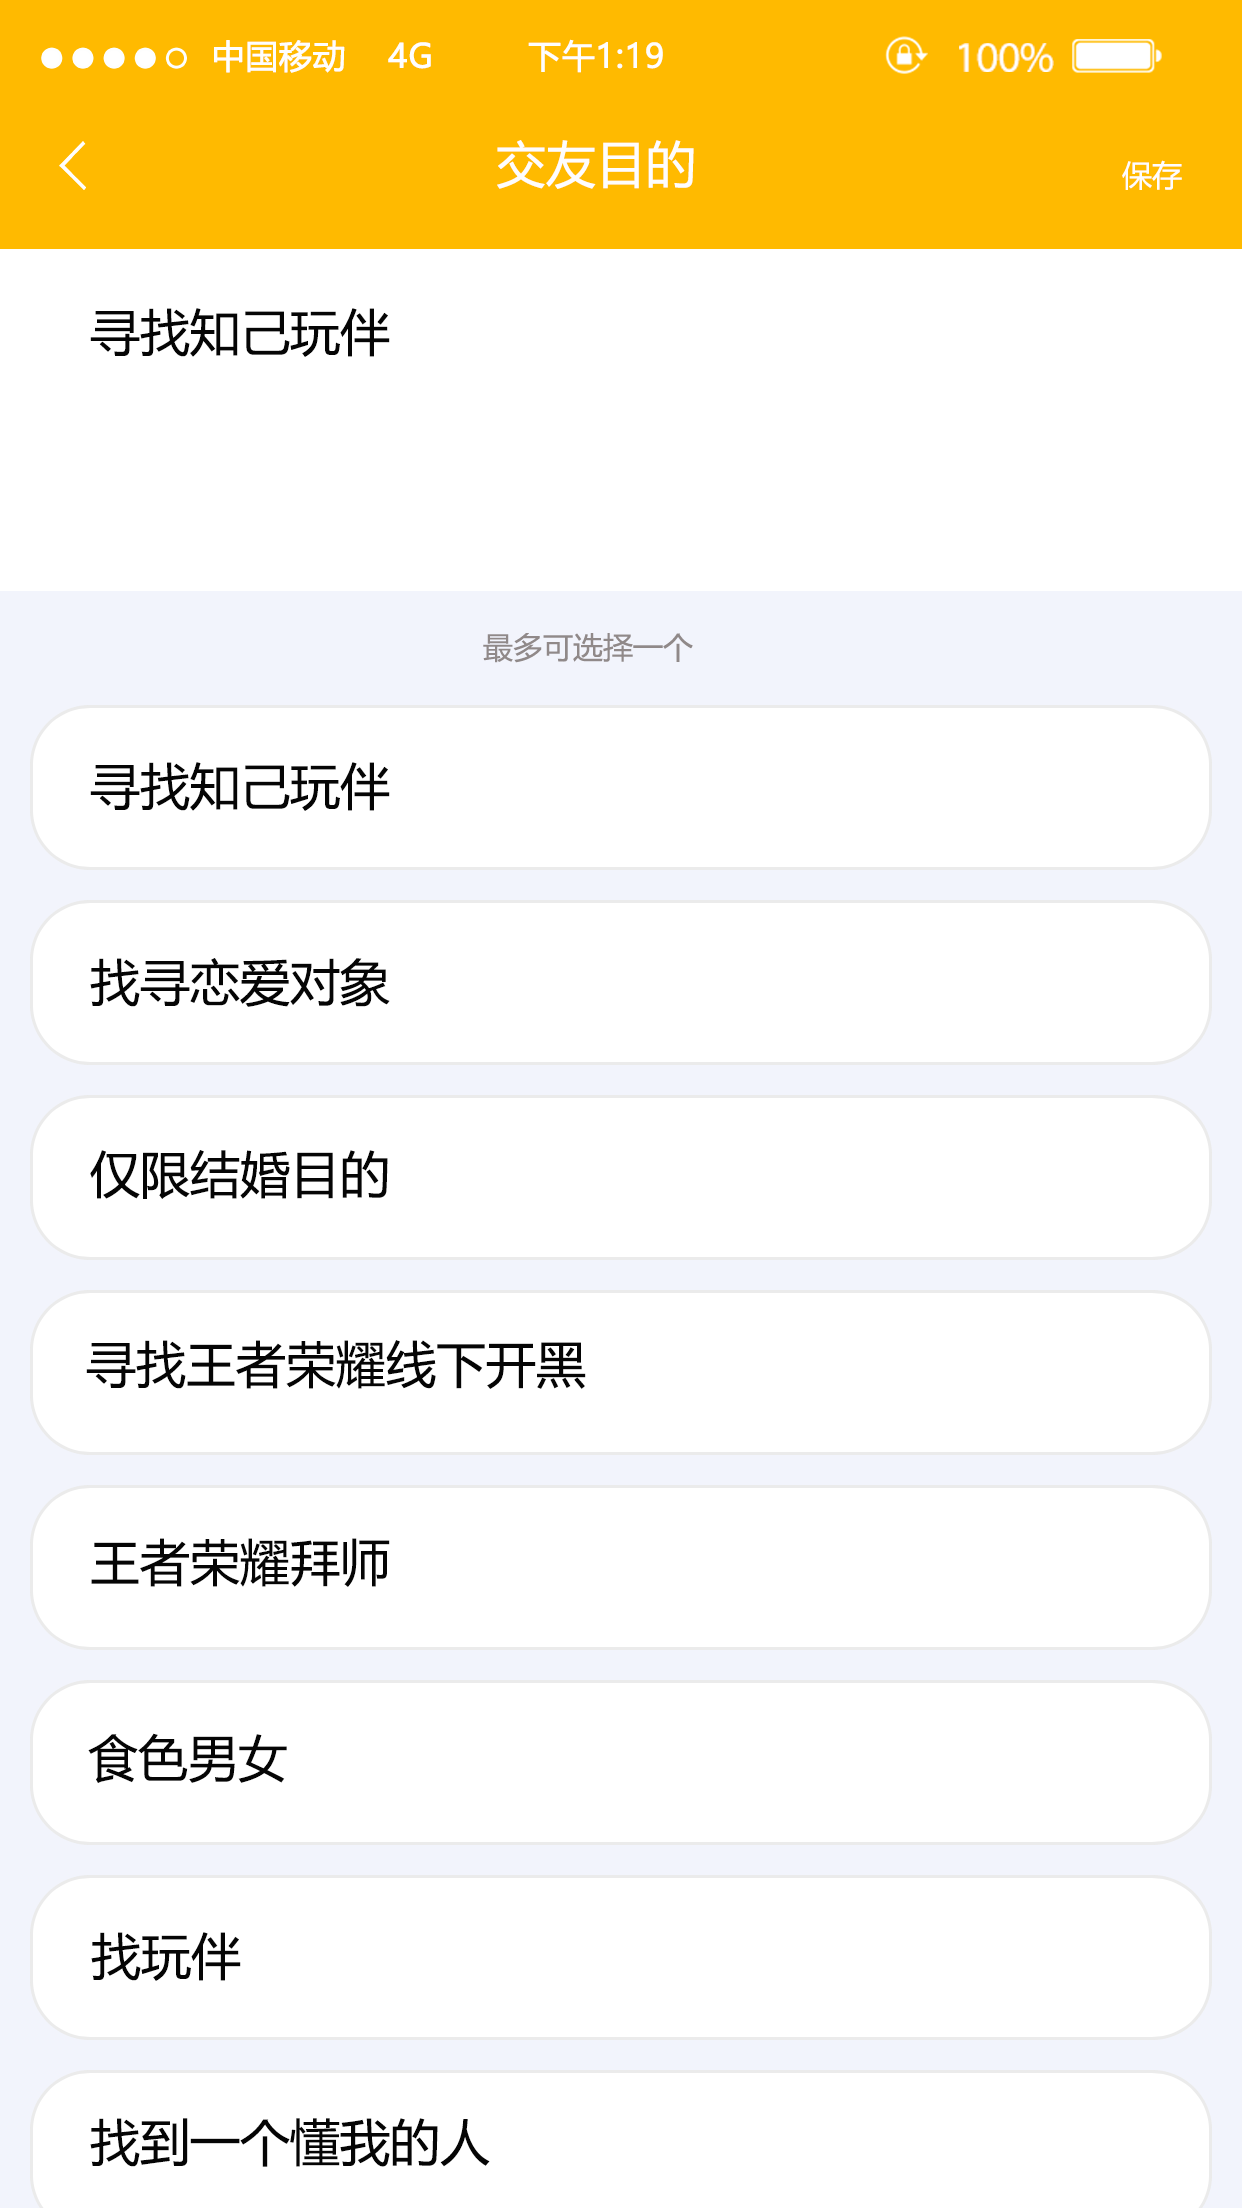 中国移动 4G 下午1:19 100%
交友目的
保存
寻找知己玩伴
最多可选择一个
寻找知己玩伴
找寻恋爱对象
仅限结婚目的
寻找王者荣耀线下开黑
王者荣耀拜师
食色男女
找玩伴
找到一个懂我的人